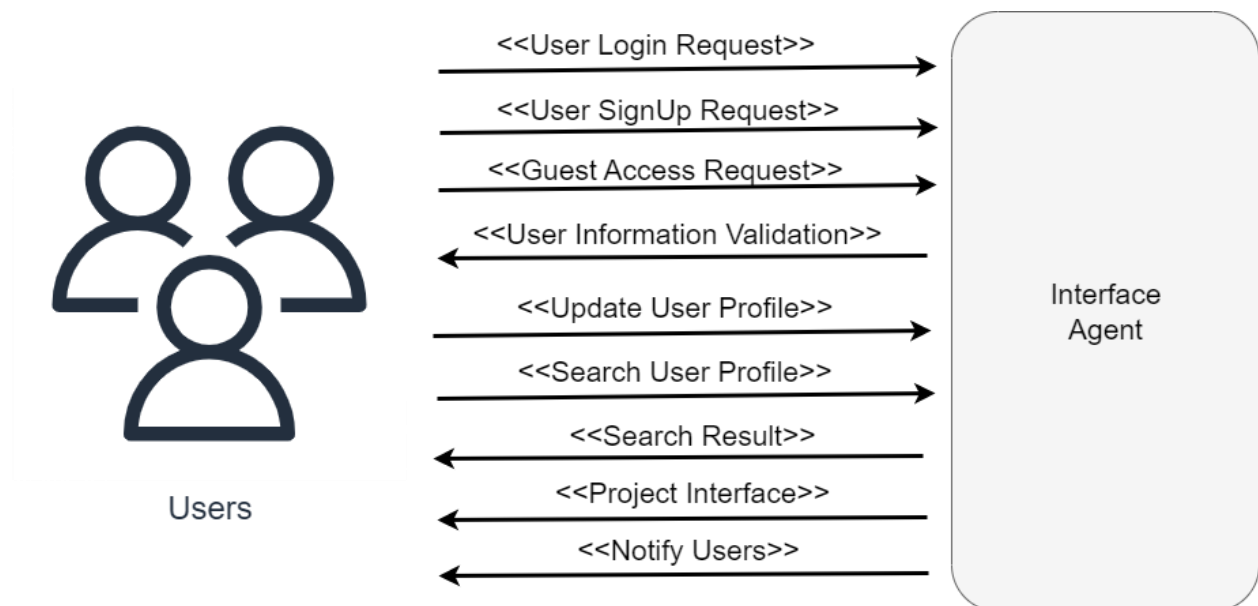 <<User Login Request>>
<<User SignUp Request>>
<<Guest Access Request>>
<<User Information Validation>>
<<Update User Profile>>
<<Search User Profile>>
<<Search Result>>
<<Project Interface>>
<<Notify Users>>
Users
Interface
Agent